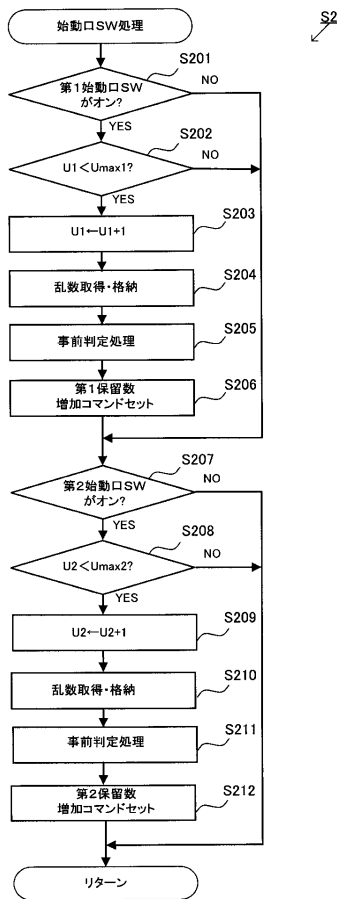 始動口SW処理
S2
S201
第1始動口SW
がオン?
NO
YES
S202
U1<Umax1?
NO
YES
S203
U1←U1+1
S204
乱数取得・格納
S205
事前判定処理
S206
第1保留数
増加コマンドセット
S207
第2始動口SW
がオン?
NO
YES
S208
U2<Umax2?
NO
YES
S209
U2←U2+1
S210
乱数取得・格納
S211
事前判定処理
S212
第2保留数
増加コマンドセット
リターン